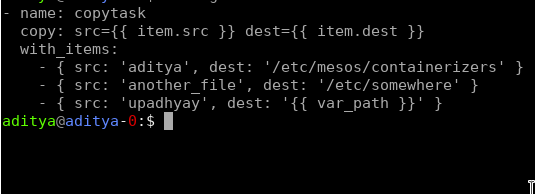 - name: copytask
  copy: src={{ item.src }} dest={{ item.dest }}
  with_items:
    - { src: 'aditya', dest: '/etc/mesos/containerizers' }
    - { src: 'another_file', dest: '/etc/somewhere' }
    - { src: 'upadhyay', dest: '{{ var_path }}' }
aditya@aditya-0:$